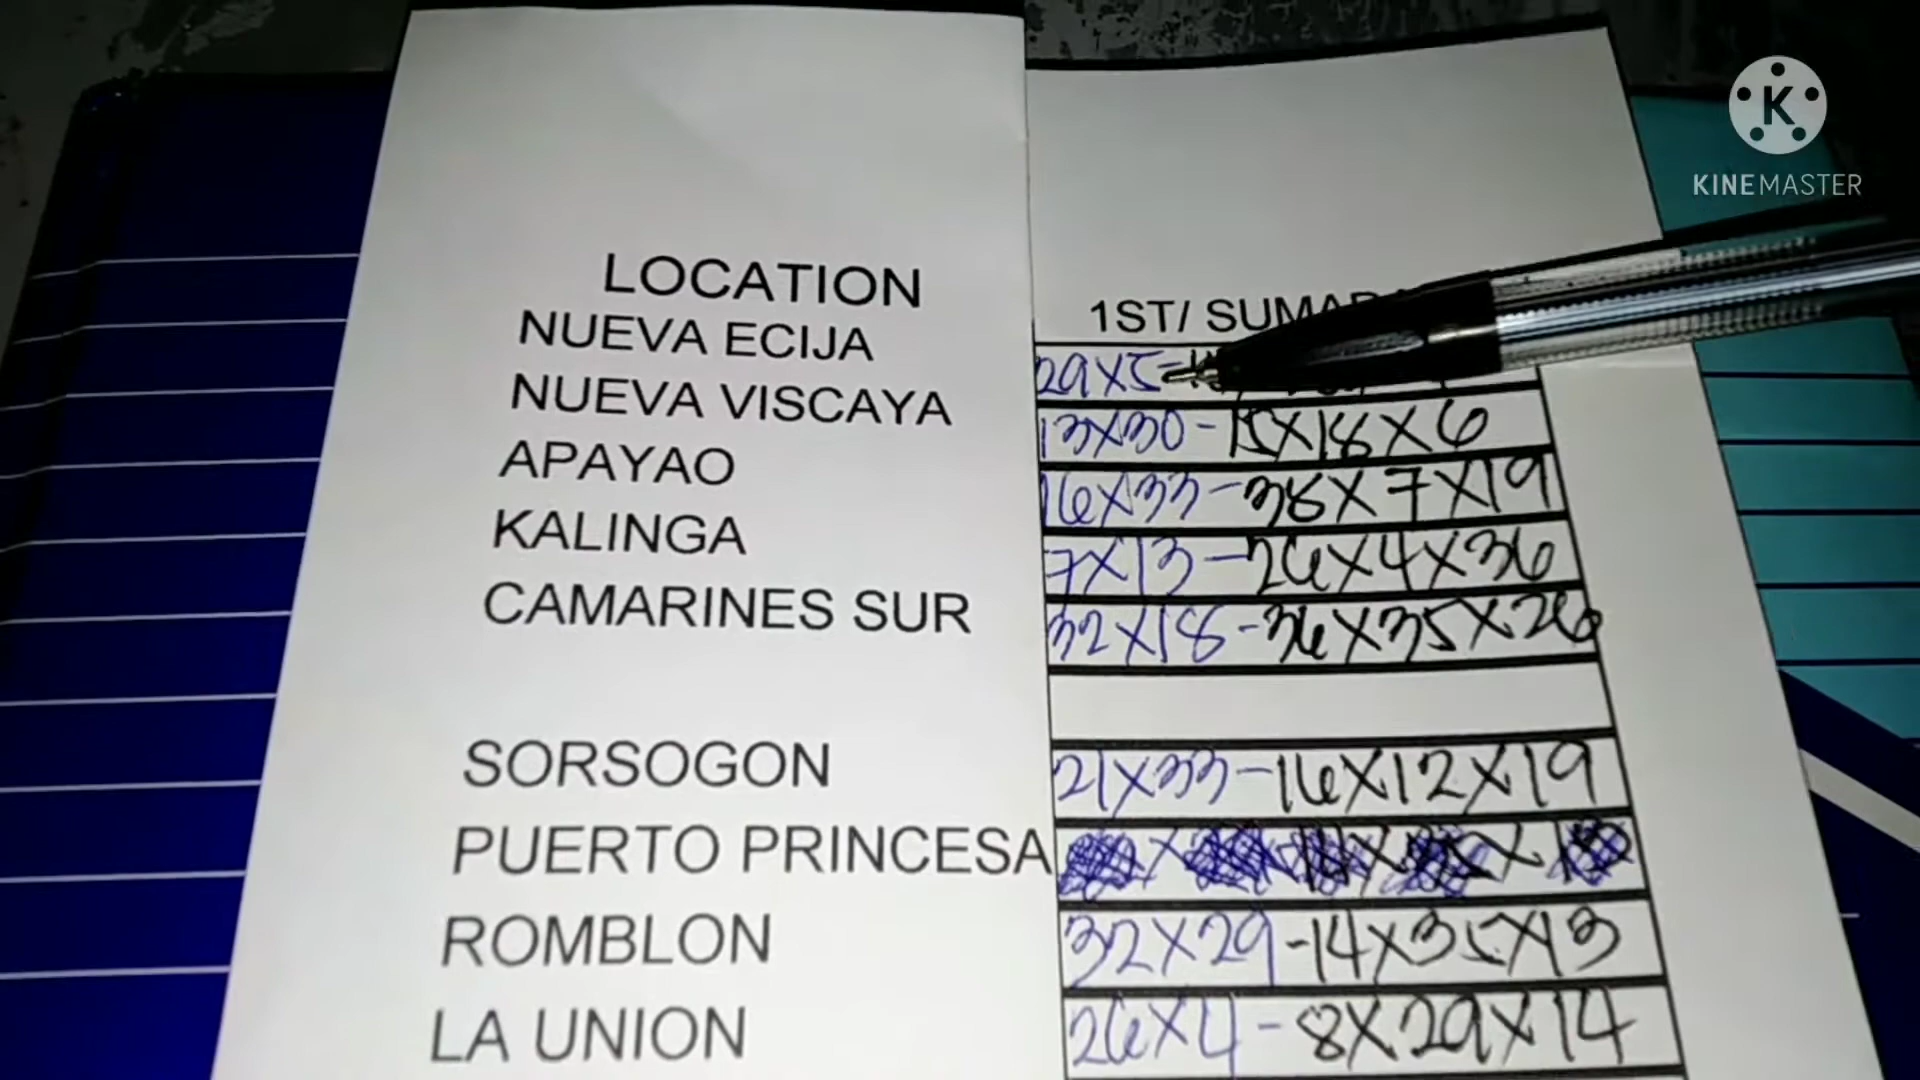 KINEMASTER
LOCATION 1ST/
NUEVA ECIJA 29X5=
NUEVA VISCAYA 13X30-15X18X6
APAYAO 16X33-38X7X19
KALINGA 7X13-26X4X36
CAMARINES SUR 32X18-36X35X26
SORSOGON 21X33-16X12X19
PUERTO PRINCESA
ROMBLON 32X29-14X35X13
LA UNION 26X4-8X29X14